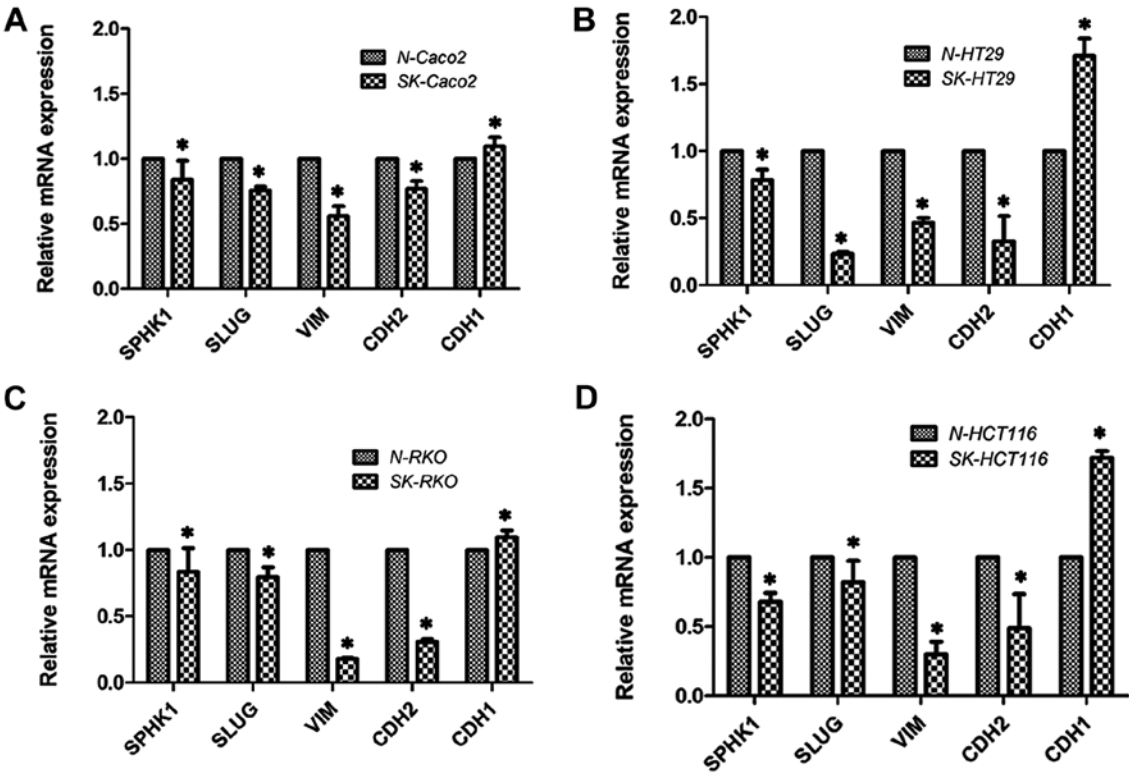 A
Relative mRNA expression
2.0
1.5
1.0
0.5
0.0
N-Caco2
SK-Caco2
*
*
*
*
*
SPHK1
SLUG
VIM
CDH2
CDH1
B
Relative mRNA expression
2.0
1.5
1.0
0.5
0.0
N-HT29
SK-HT29
*
*
*
*
*
SPHK1
SLUG
VIM
CDH2
CDH1
C
Relative mRNA expression
2.0
1.5
1.0
0.5
0.0
N-RKO
SK-RKO
*
*
*
*
*
SPHK1
SLUG
VIM
CDH2
CDH1
D
Relative mRNA expression
2.0
1.5
1.0
0.5
0.0
N-HCT116
SK-HCT116
*
*
*
*
*
SPHK1
SLUG
VIM
CDH2
CDH1